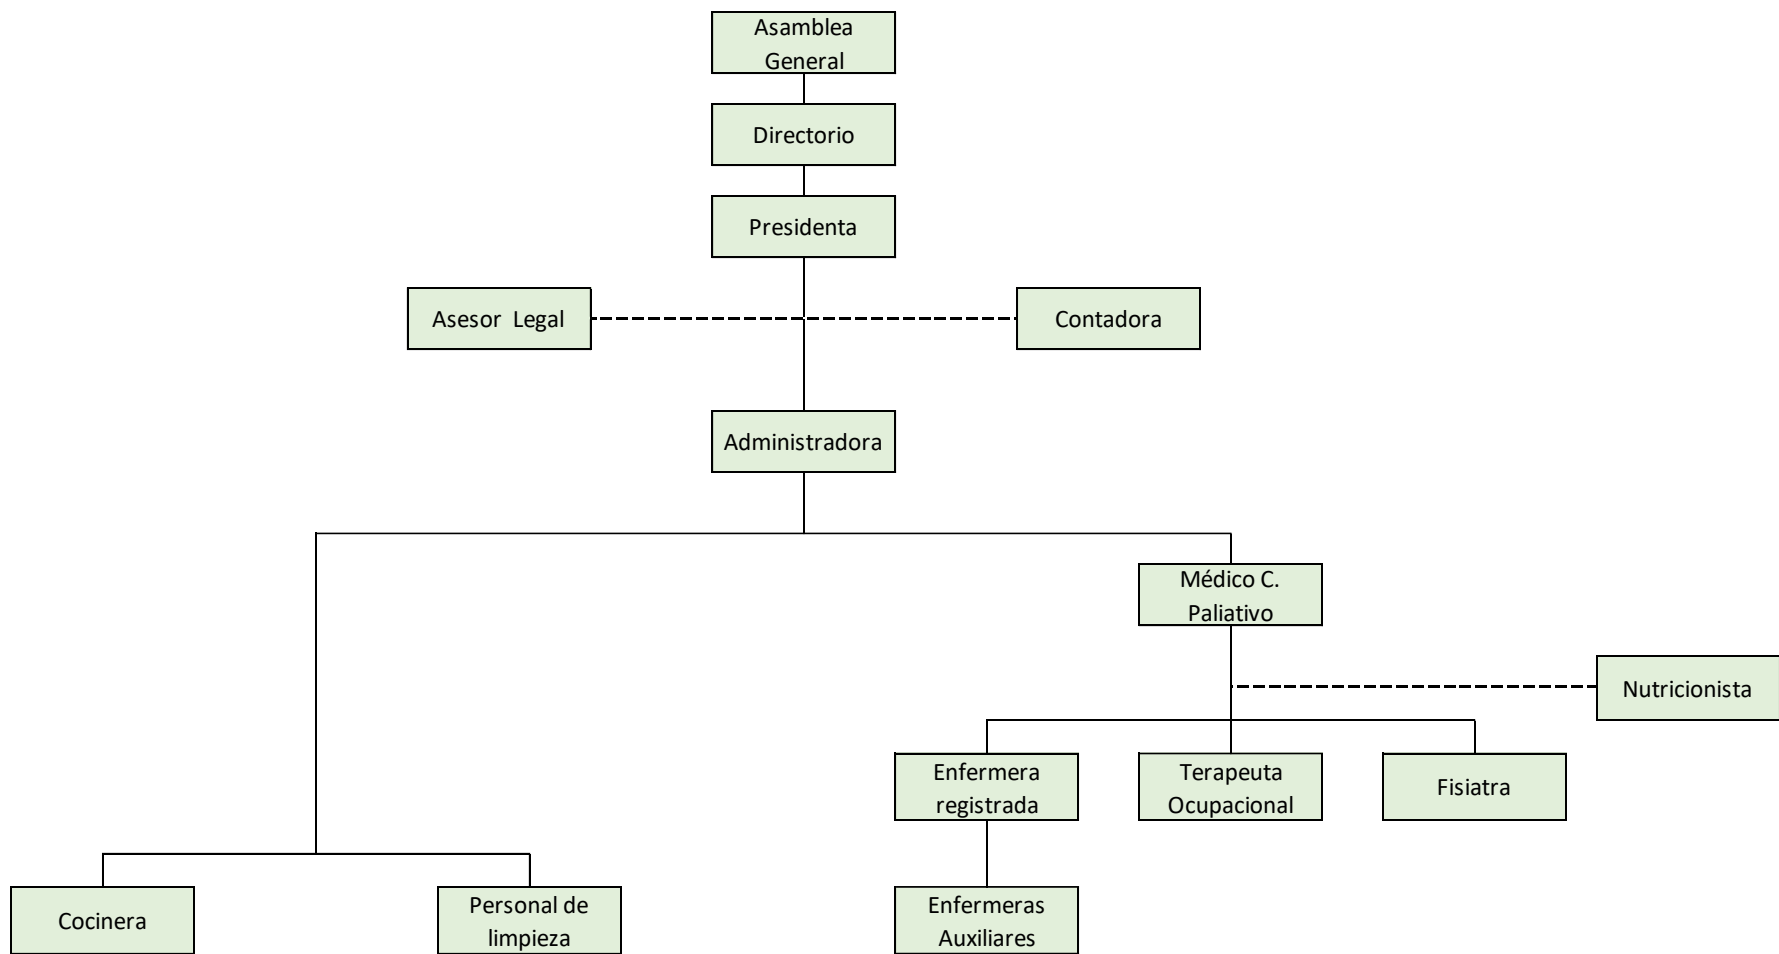 Asamblea
General
Directorio
Presidenta
Asesor Legal
Contadora
Administradora
Médico C.
Paliativo
Nutricionista
Enfermera
registrada
Terapeuta
Ocupacional
Fisiatra
Cocinera
Personal de
limpieza
Enfermeras
Auxiliares